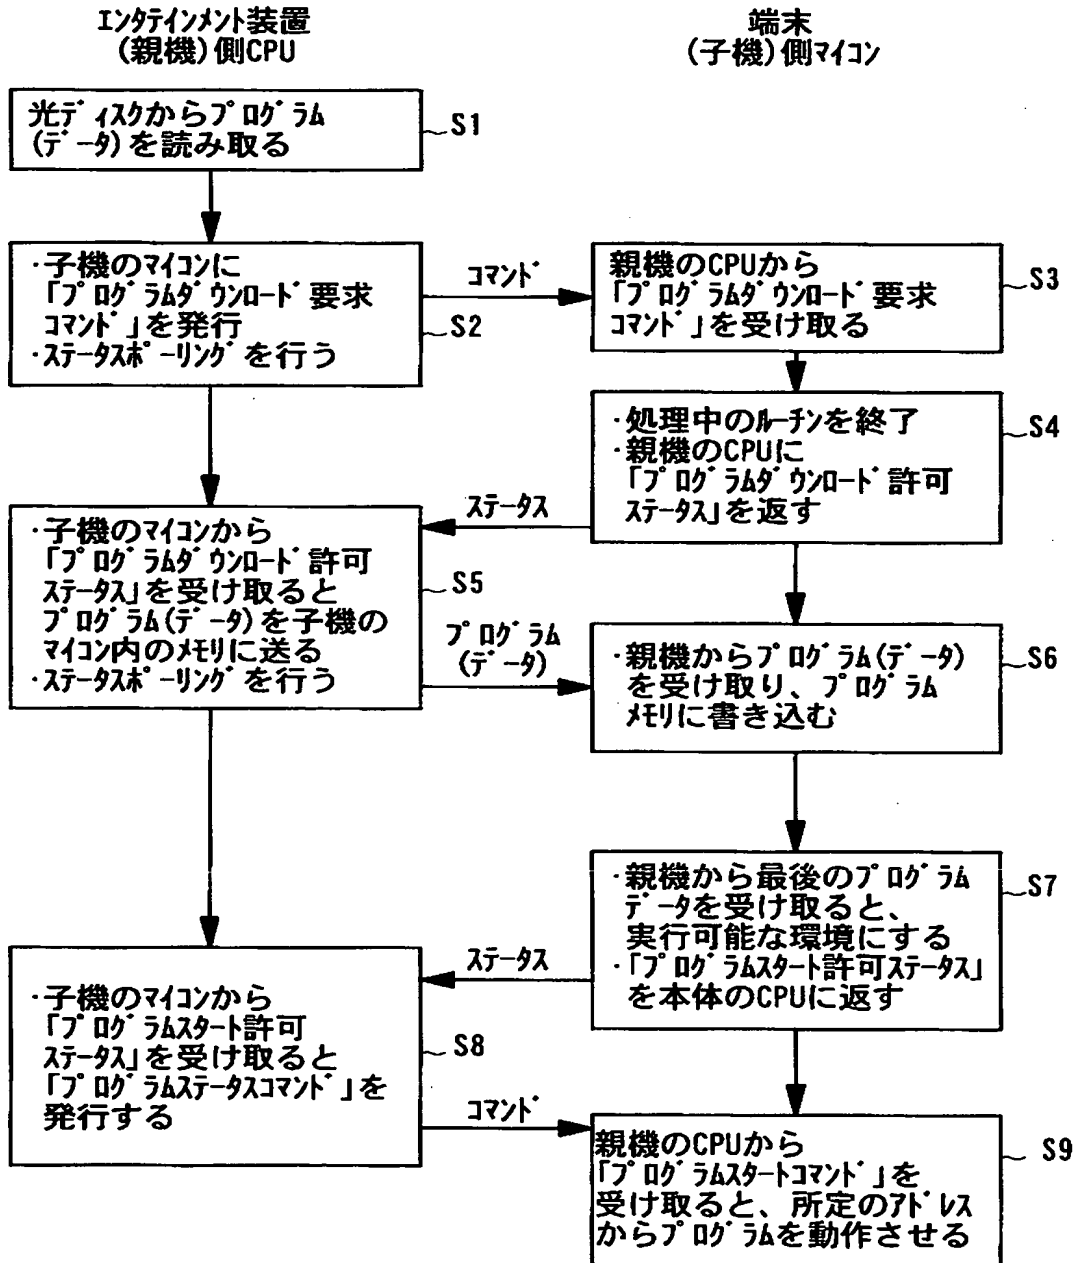 エンタテインメント装置
(親機)側CPU
端末
(子機)側マイコン
光ディスクからプログラム
(データ)を読み取る
S1
・子機のマイコンに
「プログラムダウンロード要求
コマンド」を発行
・ステータスポーリングを行う
S2
コマンド
親機のCPUから
「プログラムダウンロード要求
コマンド」を受け取る
S3
・処理中のルーチンを終了
・親機のCPUに
「プログラムダウンロード許可
ステータス」を返す
S4
ステータス
・子機のマイコンから
「プログラムダウンロード許可
ステータス」を受け取ると
プログラム(データ)を子機の
マイコン内のメモリに送る
・ステータスポーリングを行う
S5
プログラム
(データ)
・親機からプログラム(データ)
を受け取り、プログラム
メモリに書き込む
S6
・親機から最後のプログラム
データを受け取ると、
実行可能な環境にする
・「プログラムスタート許可ステータス」
を本体のCPUに返す
S7
ステータス
・子機のマイコンから
「プログラムスタート許可
ステータス」を受け取ると
「プログラムステータスコマンド」を
発行する
S8
コマンド
親機のCPUから
「プログラムスタートコマンド」を
受け取ると、所定のアドレス
からプログラムを動作させる
S9